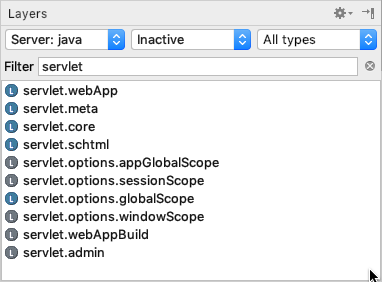 Layers
Server: java Inactive All types
Filter servlet
L servlet.webApp
L servlet.meta
L servlet.core
L servlet.schtml
L servlet.options.appGlobalScope
L servlet.options.sessionScope
L servlet.options.globalScope
L servlet.options.windowScope
L servlet.webAppBuild
L servlet.admin